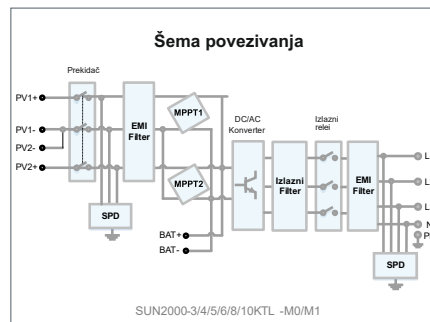 Šema povezivanja
Prekidač
PV1+
PV1-
PV2-
PV2+
EMI
Filter
MPPT1
MPPT2
SPD
BAT+
BAT-
DC/AC
Konverter
Izlazni
Filter
Izlazni
relei
EMI
Filter
L
L
L
N
P
SPD
SUN2000-3/4/5/6/8/10KTL -M0/M1